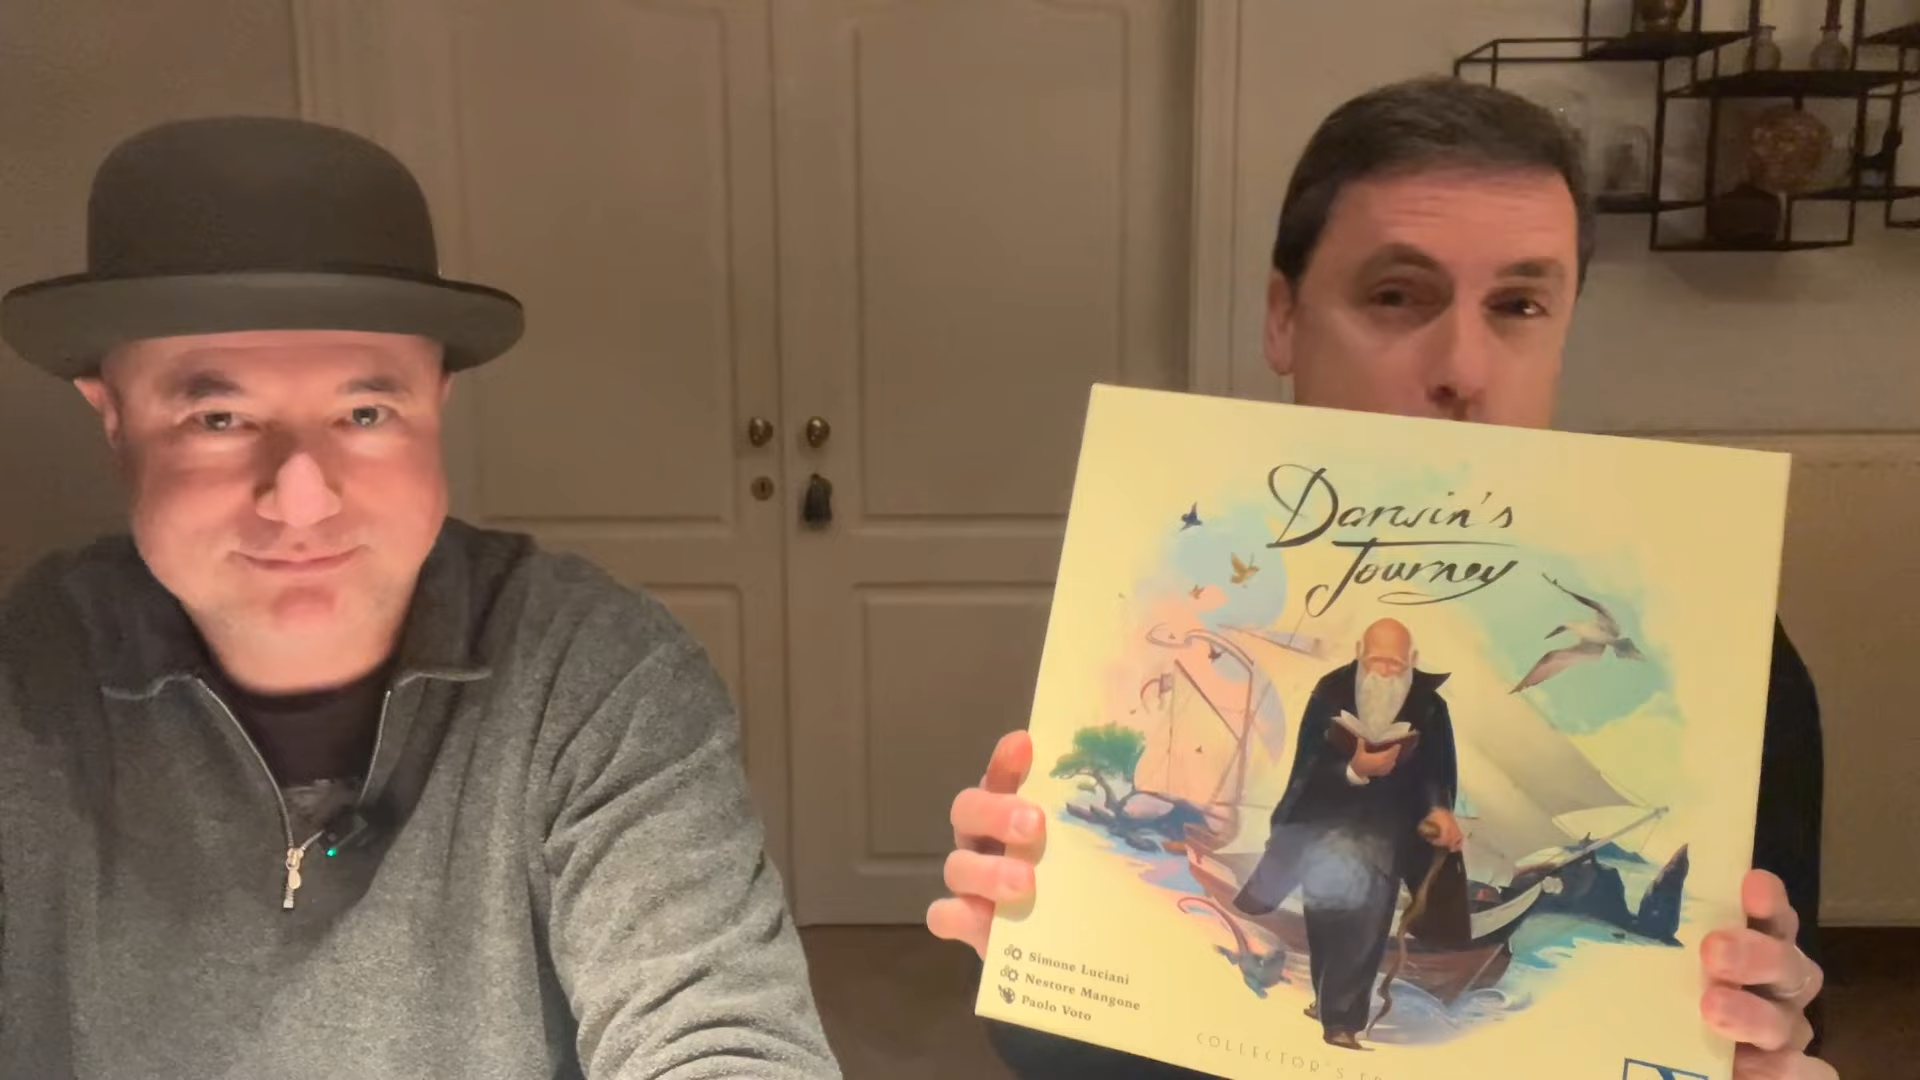 Darwin's
Journey
Simone Luciani
Nestore Mangone
Paolo Voto
COLLECTOR'S